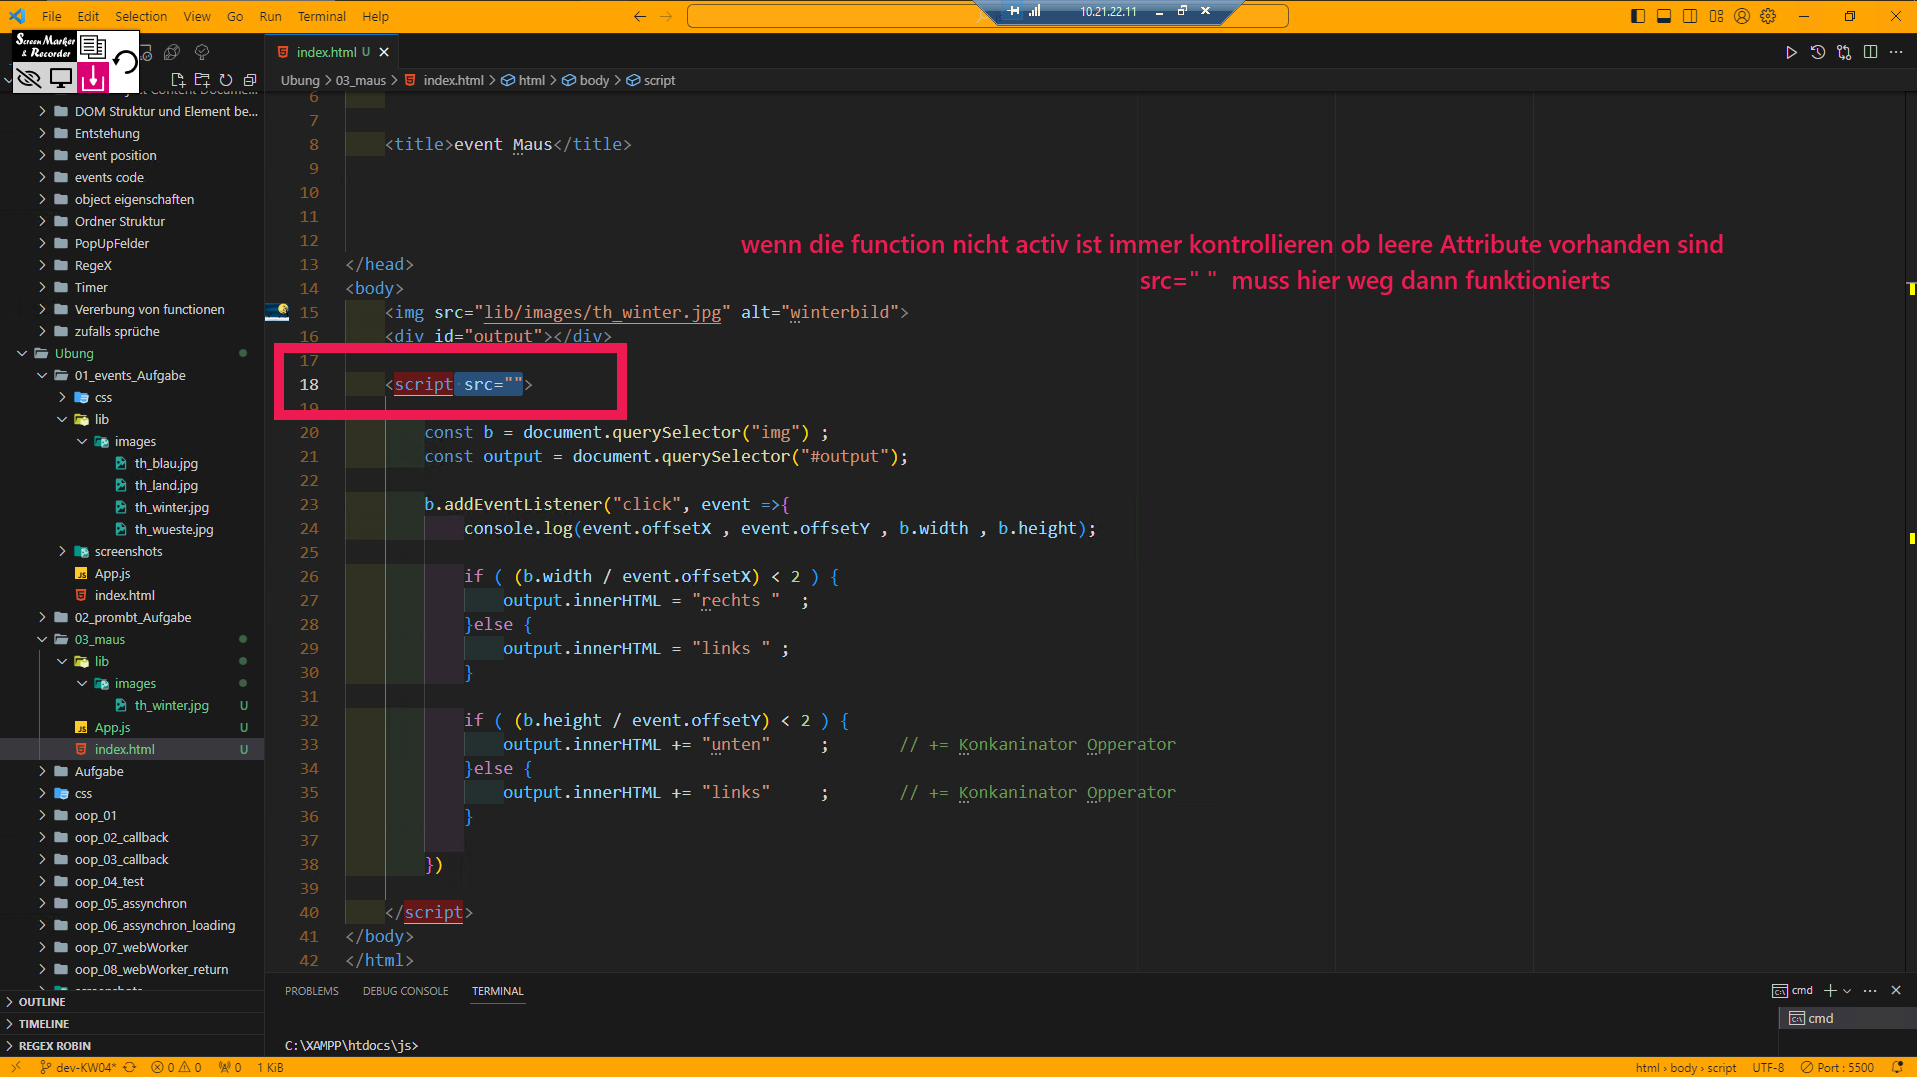 File Edit Selection View Go Run Terminal Help
10.21.22.11
Screen Marker
& Recorder
index.html U
Ubung > 03_maus > index.html > html > body > script
DOM Struktur und Element be...
Entstehung
event position
events code
object eigenschaften
Ordner Struktur
PopUpFelder
RegeX
Timer
Vererbung von functionen
zufalls sprüche
Ubung
01_events_Aufgabe
css
lib
images
th_blau.jpg
th_land.jpg
th_winter.jpg
th_wueste.jpg
screenshots
App.js
index.html
02_prombt_Aufgabe
03_maus
lib
images
th_winter.jpg U
App.js U
index.html U
Aufgabe
css
oop_01
oop_02_callback
oop_03_callback
oop_04_test
oop_05_assynchron
oop_06_assynchron_loading
oop_07_webWorker
oop_08_webWorker_return
OUTLINE
TIMELINE
REGEX ROBIN
6
7
8 <title>event Maus</title>
9
10
11
12
wenn die function nicht activ ist immer kontrollieren ob leere Attribute vorhanden sind
src=" " muss hier weg dann funktionierts
13 </head>
14 <body>
15 <img src="lib/images/th_winter.jpg" alt="winterbild">
16 <div id="output"></div>
17
18 <script src="">
19
20 const b = document.querySelector("img") ;
21 const output = document.querySelector("#output");
22
23 b.addEventListener("click", event =>{
24 console.log(event.offsetX , event.offsetY , b.width , b.height);
25
26 if ( (b.width / event.offsetX) < 2 ) {
27 output.innerHTML = "rechts " ;
28 }else {
29 output.innerHTML = "links " ;
30 }
31
32 if ( (b.height / event.offsetY) < 2 ) {
33 output.innerHTML += "unten" ; // += Konkaninator Opperator
34 }else {
35 output.innerHTML += "links" ; // += Konkaninator Opperator
36 }
37
38 })
39
40 </script>
41 </body>
42 </html>
PROBLEMS DEBUG CONSOLE TERMINAL
cmd
cmd
C:\XAMPP\htdocs\js>
dev-KW04* 0 0 0 1 KiB
html > body > script UTF-8 Port : 5500